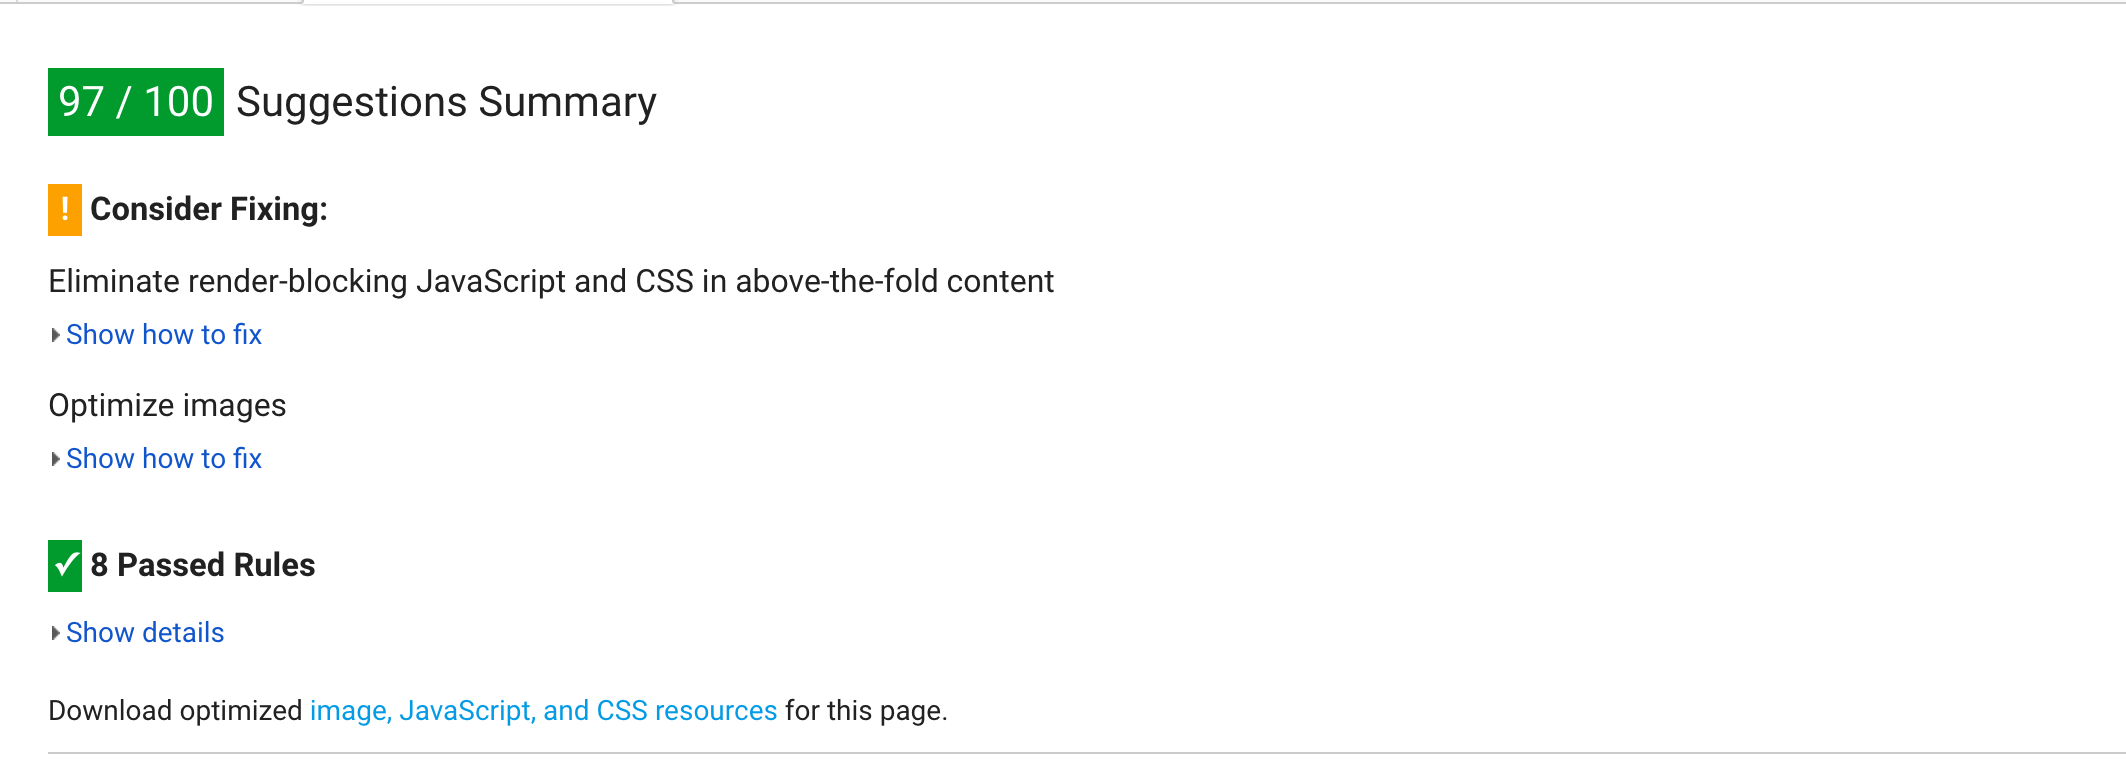 97 / 100 Suggestions Summary
! Consider Fixing:
Eliminate render-blocking JavaScript and CSS in above-the-fold content
Show how to fix
Optimize images
Show how to fix
✓ 8 Passed Rules
Show details
Download optimized image, JavaScript, and CSS resources for this page.